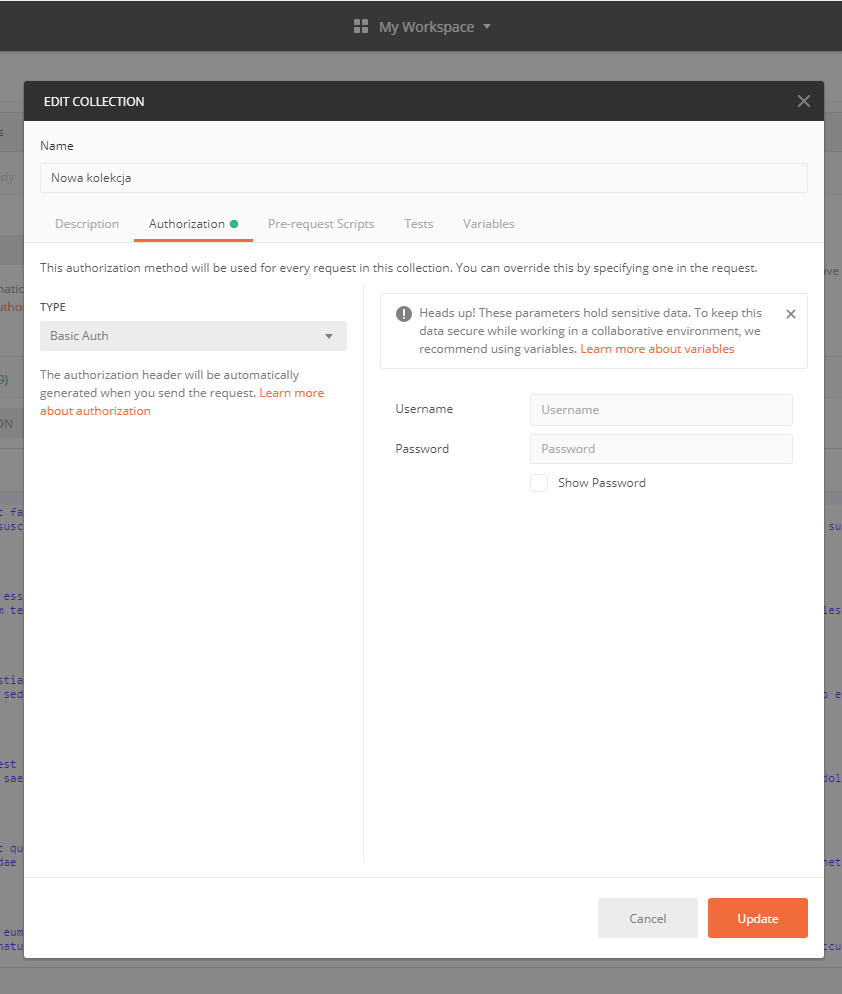 My Workspace
EDIT COLLECTION
Name
Nowa kolekcja
Description Authorization Pre-request Scripts Tests Variables
This authorization method will be used for every request in this collection. You can override this by specifying one in the request.
TYPE
Basic Auth
The authorization header will be automatically
generated when you send the request. Learn more
about authorization
Heads up! These parameters hold sensitive data. To keep this
data secure while working in a collaborative environment, we
recommend using variables. Learn more about variables
Username Username
Password Password
Show Password
Cancel Update